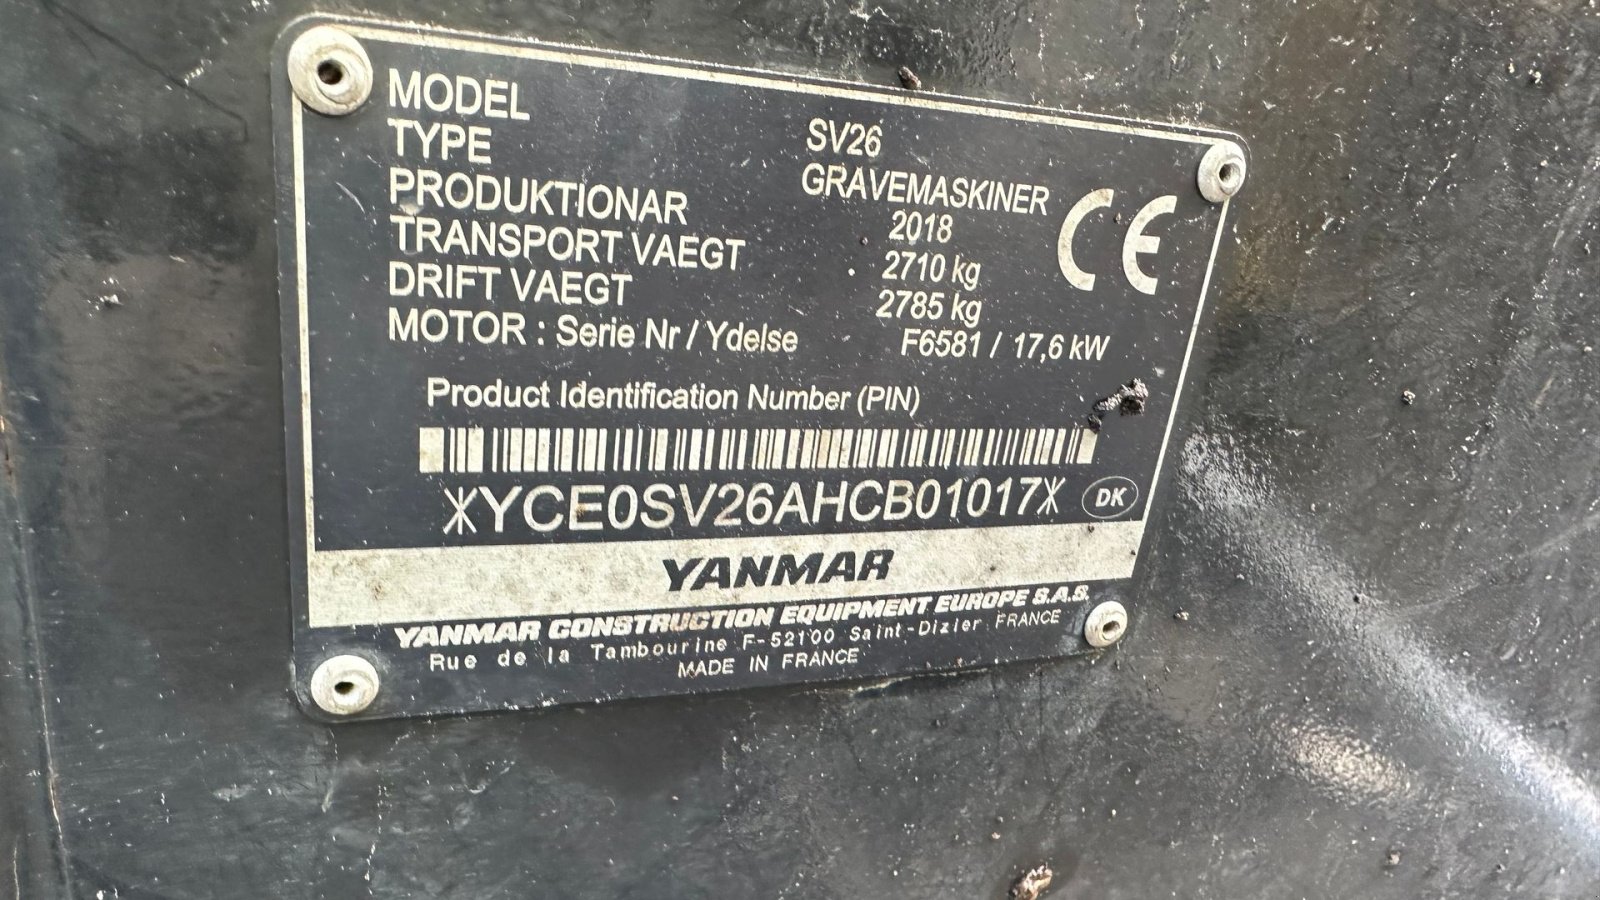 MODEL SV26
TYPE GRAVEMASKINER
PRODUKTIONAR 2018
TRANSPORT VAEGT 2710 kg
DRIFT VAEGT 2785 kg
MOTOR : Serie Nr / Ydelse F6581 / 17,6 kW
CE
Product Identification Number (PIN)
*YCE0SV26AHCB01017* DK
YANMAR
YANMAR CONSTRUCTION EQUIPMENT EUROPE S.A.S.
Rue de la Tambourine F-52100 Saint-Dizier FRANCE
MADE IN FRANCE